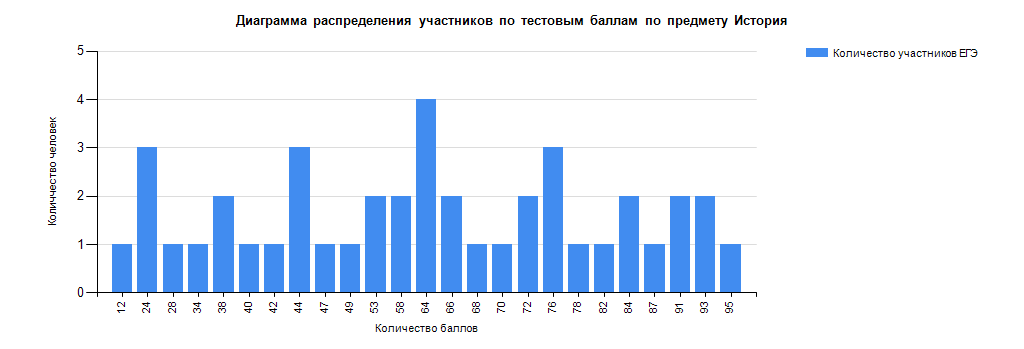 Диаграмма распределения участников по тестовым баллам по предмету История
Количество участников ЕГЭ
Количчество человек
5
4
3
2
1
0
12 24 28 34 38 40 42 44 47 49 53 58 64 66 68 70 72 76 78 82 84 87 91 93 95
Количество баллов